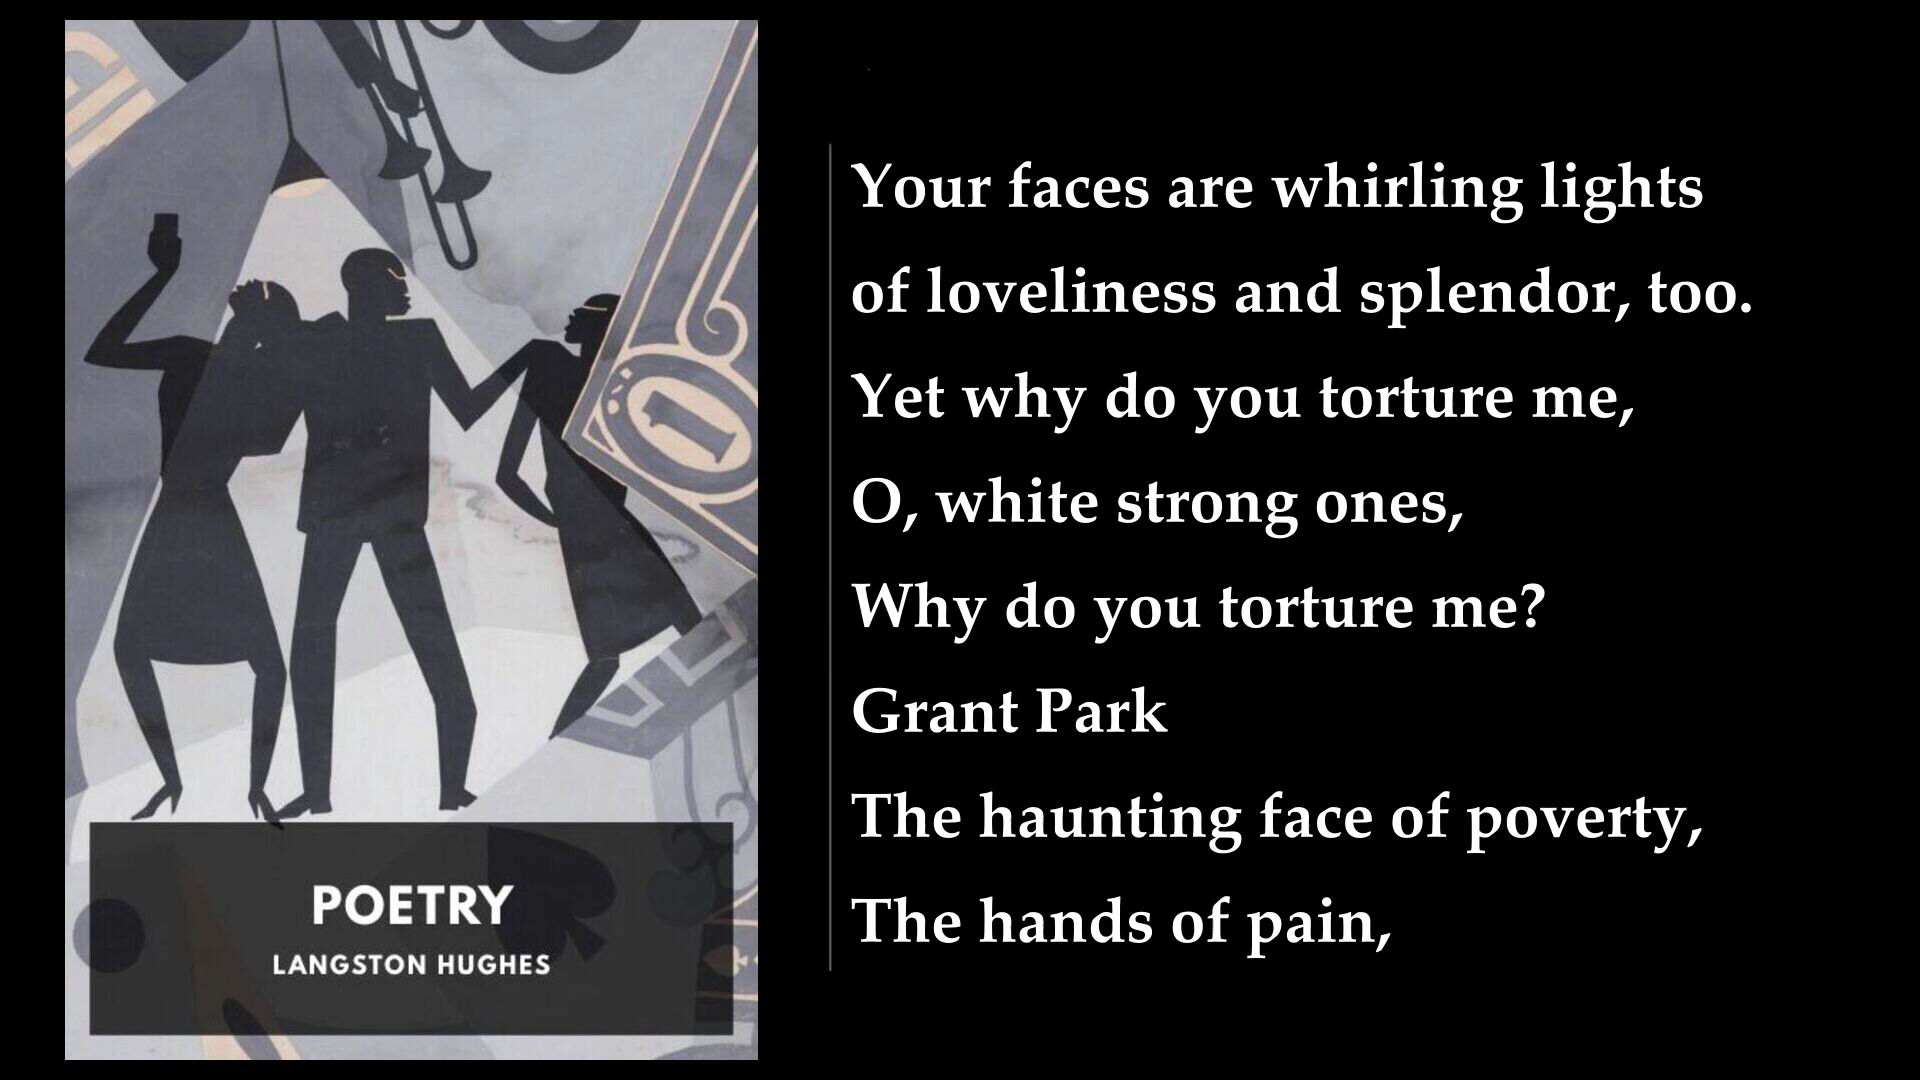 POETRY
LANGSTON HUGHES
Your faces are whirling lights
of loveliness and splendor, too.
Yet why do you torture me,
O, white strong ones,
Why do you torture me?
Grant Park
The haunting face of poverty,
The hands of pain,